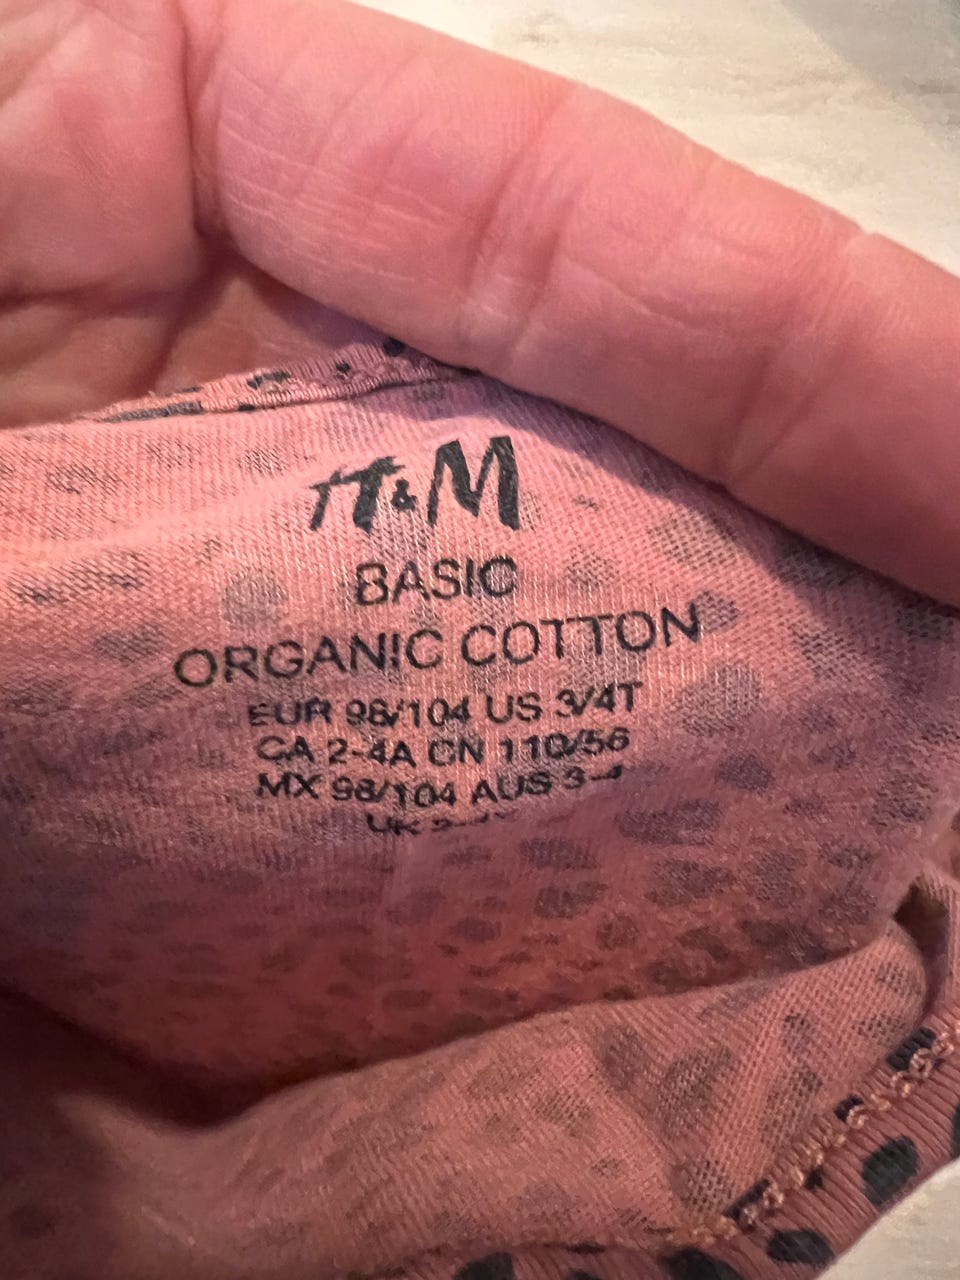 H&M
BASIC
ORGANIC COTTON
EUR 98/104 US 3/4T
CA 2-4A CN 110/56
MX 98/104 AUS 3-4
UK